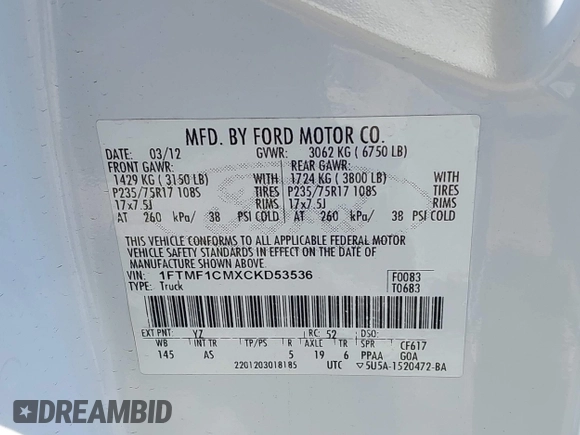 MFD. BY FORD MOTOR CO.
DATE: 03/12 GVWR: 3062 KG ( 6750 LB)
FRONT GAWR: REAR GAWR:
1429 KG ( 3150 LB) WITH 1724 KG ( 3800 LB) WITH
P235/75R17 108S TIRES P235/75R17 108S TIRES
17x7.5J RIMS 17x7.5J RIMS
AT 260 kPa/ 38 PSI COLD AT 260 kPa/ 38 PSI COLD
THIS VEHICLE CONFORMS TO ALL APPLICABLE FEDERAL MOTOR
VEHICLE SAFETY STANDARDS IN EFFECT ON THE DATE OF
MANUFACTURE SHOWN ABOVE.
VIN: 1FTMF1CMXCKD53536 F0083
TYPE: Truck T0683
EXT PNT: YZ RC: 52 DSO:
WB INT TR TP/PS R AXLE TR SPR CF617
145 AS 5 19 6 PPAA GOA
2201203018185 UTC ▽5U5A-1520472-BA
DREAMBID